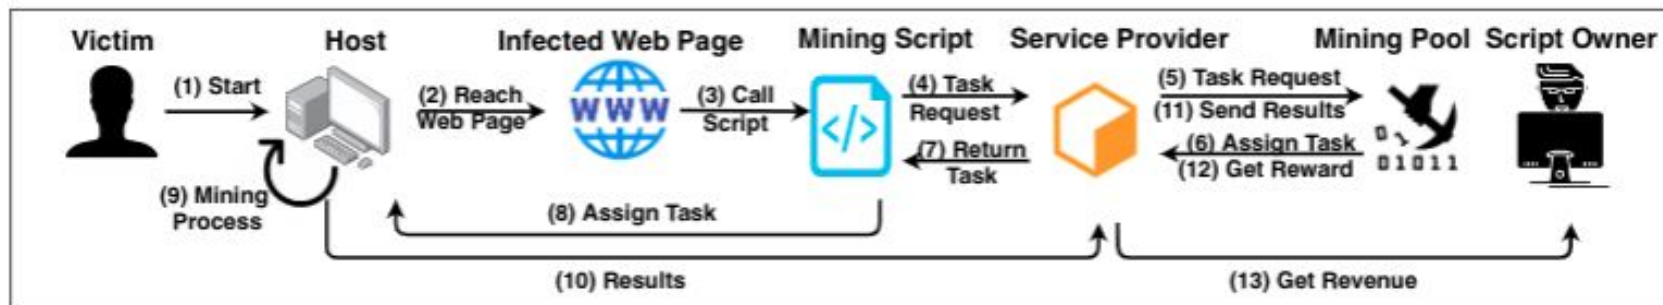 Victim
Host
Infected Web Page
Mining Script
Service Provider
Mining Pool
Script Owner
(1) Start
(2) Reach
Web Page
WWW
(3) Call
Script
</>
(4) Task
Request
(7) Return
Task
(5) Task Request
(11) Send Results
(6) Assign Task
(12) Get Reward
0 1
01011
(9) Mining
Process
(8) Assign Task
(10) Results
(13) Get Revenue